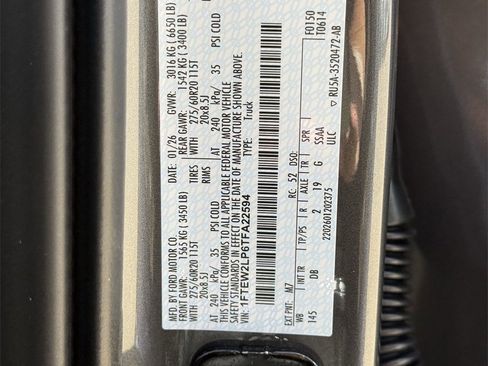 MFD. BY FORD MOTOR CO.
DATE: 01/26 GVWR: 3016 KG ( 6650 LB)
FRONT GAWR: 1565 KG ( 3450 LB) REAR GAWR: 1542 KG ( 3400 LB)
WITH 275/60R20 115T TIRES WITH 275/60R20 115T
20x8.5J RIMS 20x8.5J
AT 240 kPa/ 35 PSI COLD AT 240 kPa/ 35 PSI COLD
THIS VEHICLE CONFORMS TO ALL APPLICABLE FEDERAL MOTOR VEHICLE
SAFETY STANDARDS IN EFFECT ON THE DATE OF MANUFACTURE SHOWN ABOVE.
VIN: 1FTEW2LP6TFA22594 TYPE: Truck
F0150
T0614
EXT PNT: M7 RC: 52 DSO:
WB INT TR TP/PS R AXLE TR SPR
145 DB 2 19 G SSAA
2202601202375 ULC
▽ RU5A-3520472-AB